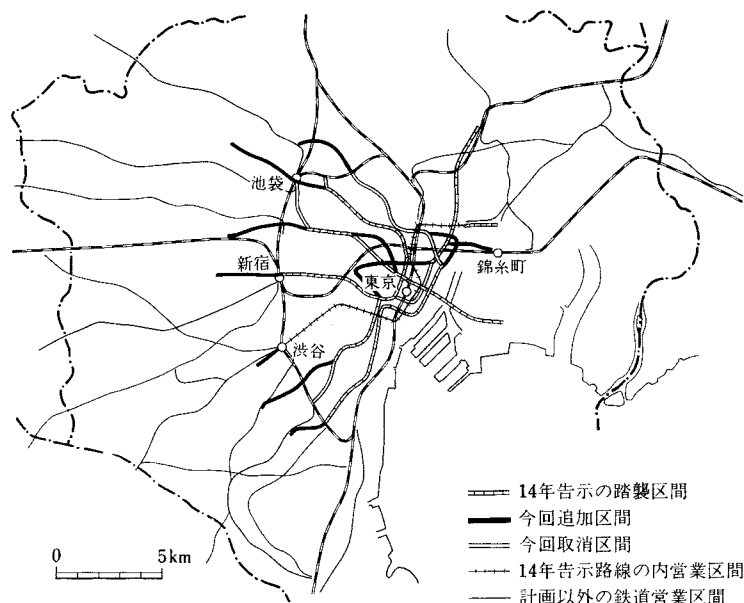 池袋
新宿
東京
錦糸町
渋谷
14年告示の踏襲区間
今回追加区間
今回取消区間
14年告示路線の内営業区間
計画以外の鉄道営業区間
0 5km